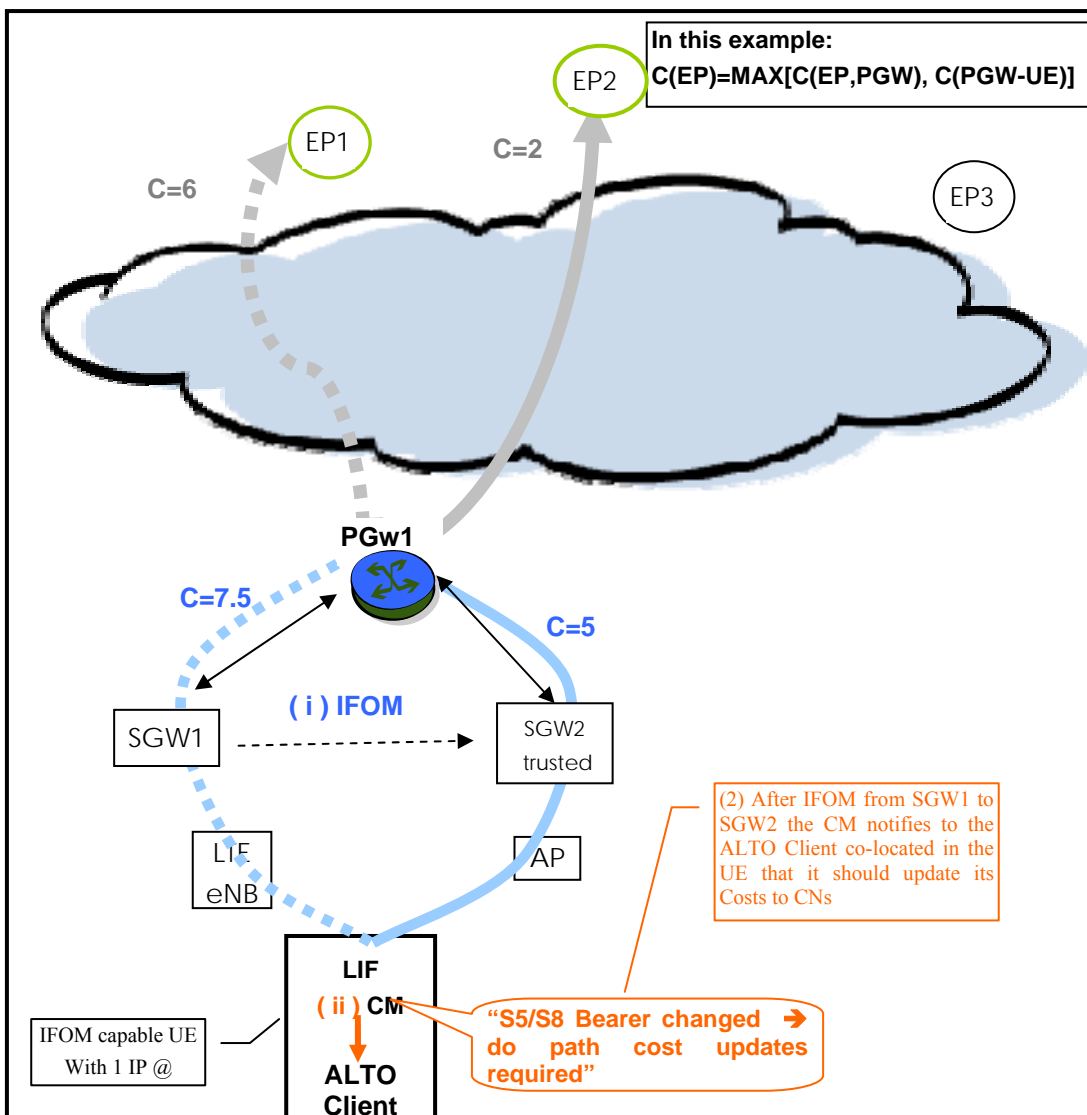 In this example:
C(EP)=MAX[C(EP,PGW), C(PGW-UE)]
EP2
EP1
C=2
C=6
EP3
PGw1
C=7.5
C=5
( i ) IFOM
SGW1
SGW2
trusted
(2) After IFOM from SGW1 to
SGW2 the CM notifies to the
ALTO Client co-located in the
UE that it should update its
Costs to CNs
LTE
eNB
AP
LIF
( ii ) CM
IFOM capable UE
With 1 IP @
“S5/S8 Bearer changed ➔
do path cost updates
required”
ALTO
Client